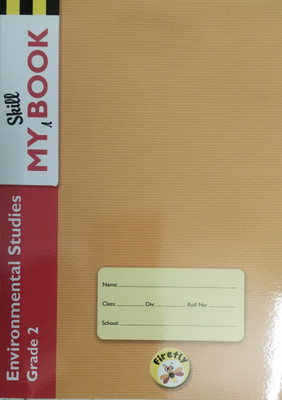 Skill
MY BOOK
Environmental Studies
Grade 2
Name:
Class: Div: Roll No:
School:
Firefly